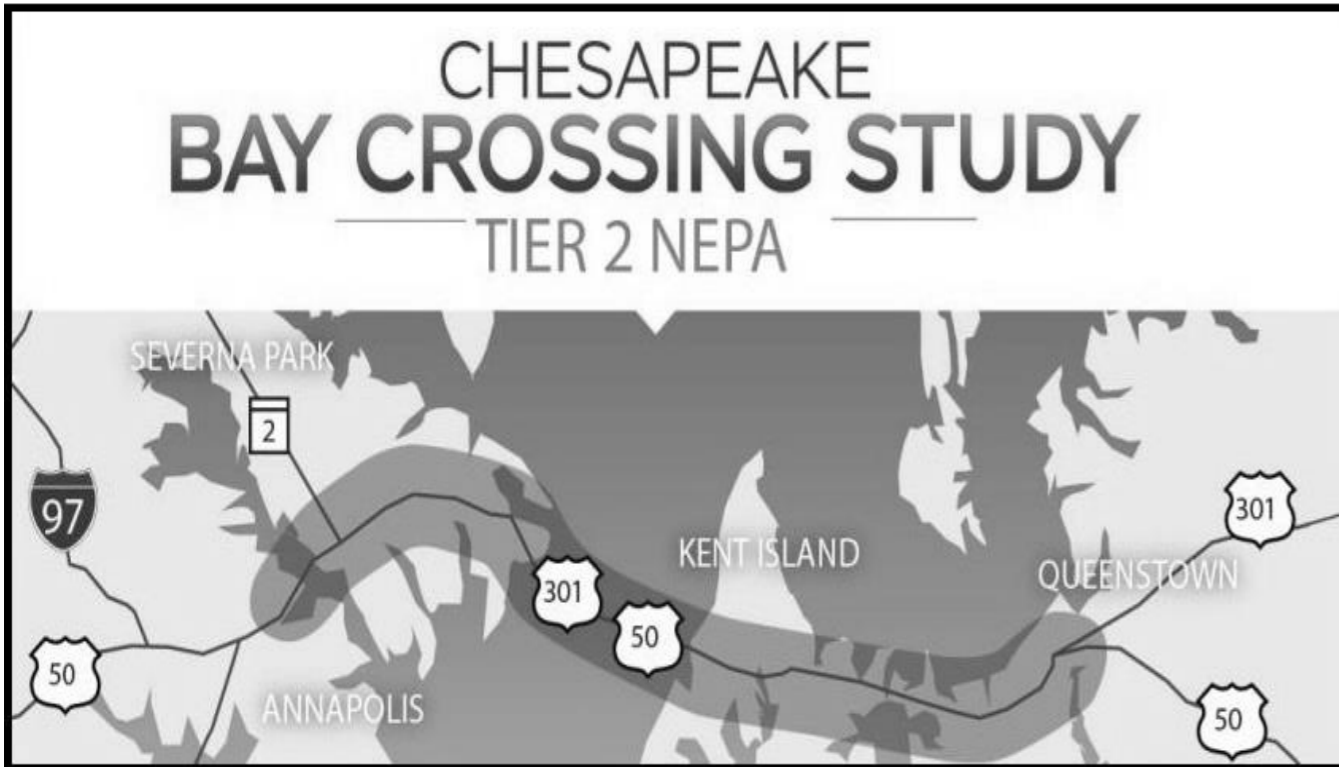 CHESAPEAKE
BAY CROSSING STUDY
TIER 2 NEPA
SEVERNA PARK
2
97
301
KENT ISLAND
QUEENSTOWN
301
50
50
ANNAPOLIS
50